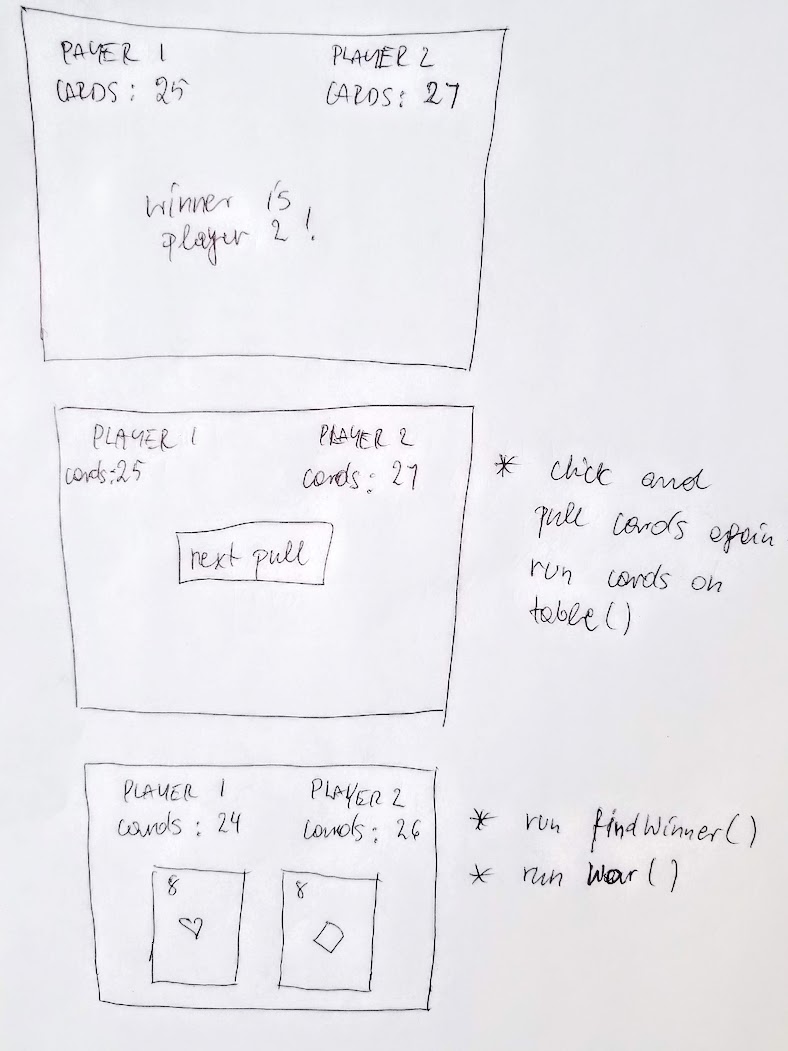 PAYER 1 PLAYER 2
CARDS: 25 CARDS: 27
winner is
player 2!
PLAYER 1 PLAYER 2
cards:25 cards: 27
next pull
* click and
pull cards again
run cards on
table()
PLAYER 1 PLAYER 2
cards: 24 cards: 26
8 8
* run findWinner()
* run War()